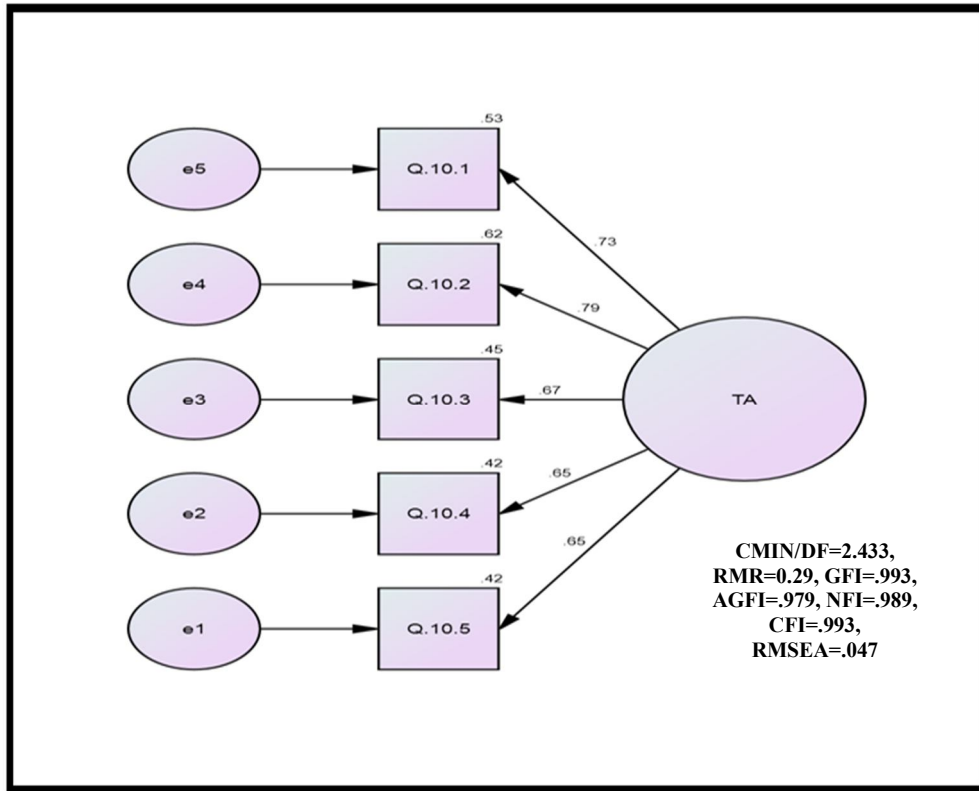 .53
e5
Q.10.1
.73
.62
e4
Q.10.2
.79
.45
e3
Q.10.3
.67
TA
.42
e2
Q.10.4
.65
.65
.42
e1
Q.10.5
CMIN/DF=2.433,
RMR=0.29, GFI=.993,
AGFI=.979, NFI=.989,
CFI=.993,
RMSEA=.047